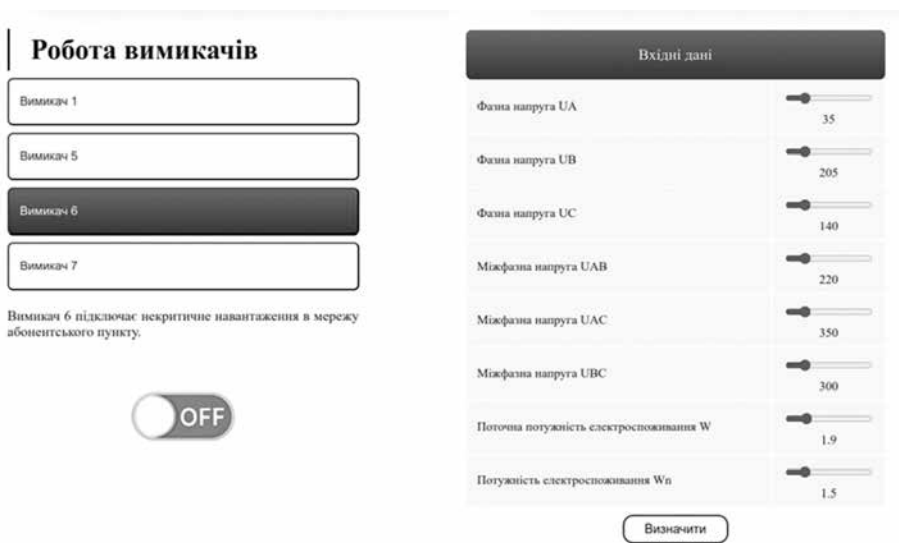 Робота вимикачів
Вимикач 1
Вимикач 5
Вимикач 6
Вимикач 7
Вимикач 6 підключає некритичне навантаження в мережу
абонентського пункту.
OFF
Вхідні дані
Фазна напруга UA
35
Фазна напруга UB
205
Фазна напруга UC
140
Міжфазна напруга UAB
220
Міжфазна напруга UAC
350
Міжфазна напруга UBC
300
Поточна потужність електроспоживання W
1.9
Потужність електроспоживання Wn
1.5
Визначити